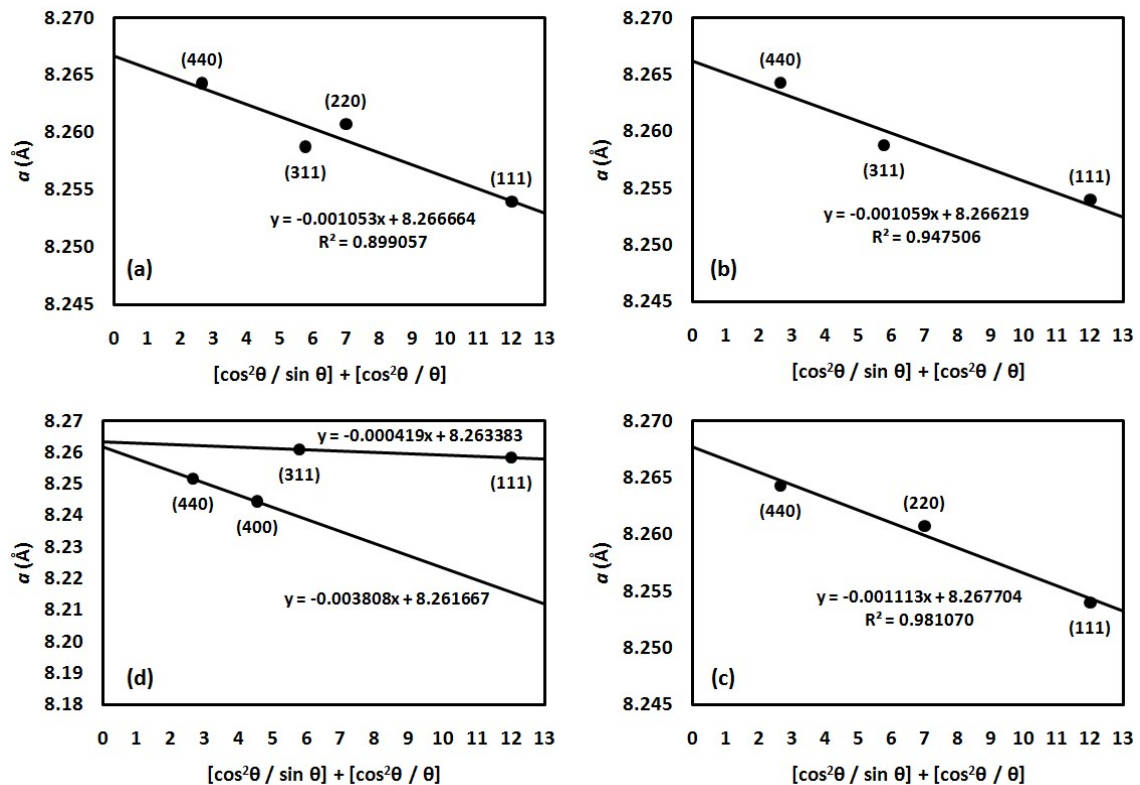 8.270
8.265
8.260
8.255
8.250
8.245
a (Å)
(440)
(220)
(311)
(111)
y = -0.001053x + 8.266664
R² = 0.899057
(a)
0 1 2 3 4 5 6 7 8 9 10 11 12 13
[cos²θ / sin θ] + [cos²θ / θ]
8.270
8.265
8.260
8.255
8.250
8.245
a (Å)
(440)
(311)
(111)
y = -0.001059x + 8.266219
R² = 0.947506
(b)
0 1 2 3 4 5 6 7 8 9 10 11 12 13
[cos²θ / sin θ] + [cos²θ / θ]
8.27
8.26
8.25
8.24
8.23
8.22
8.21
8.20
8.19
8.18
a (Å)
y = -0.000419x + 8.263383
(311)
(111)
(440)
(400)
y = -0.003808x + 8.261667
(d)
0 1 2 3 4 5 6 7 8 9 10 11 12 13
[cos²θ / sin θ] + [cos²θ / θ]
8.270
8.265
8.260
8.255
8.250
8.245
a (Å)
(440)
(220)
y = -0.001113x + 8.267704
R² = 0.981070
(111)
(c)
0 1 2 3 4 5 6 7 8 9 10 11 12 13
[cos²θ / sin θ] + [cos²θ / θ]